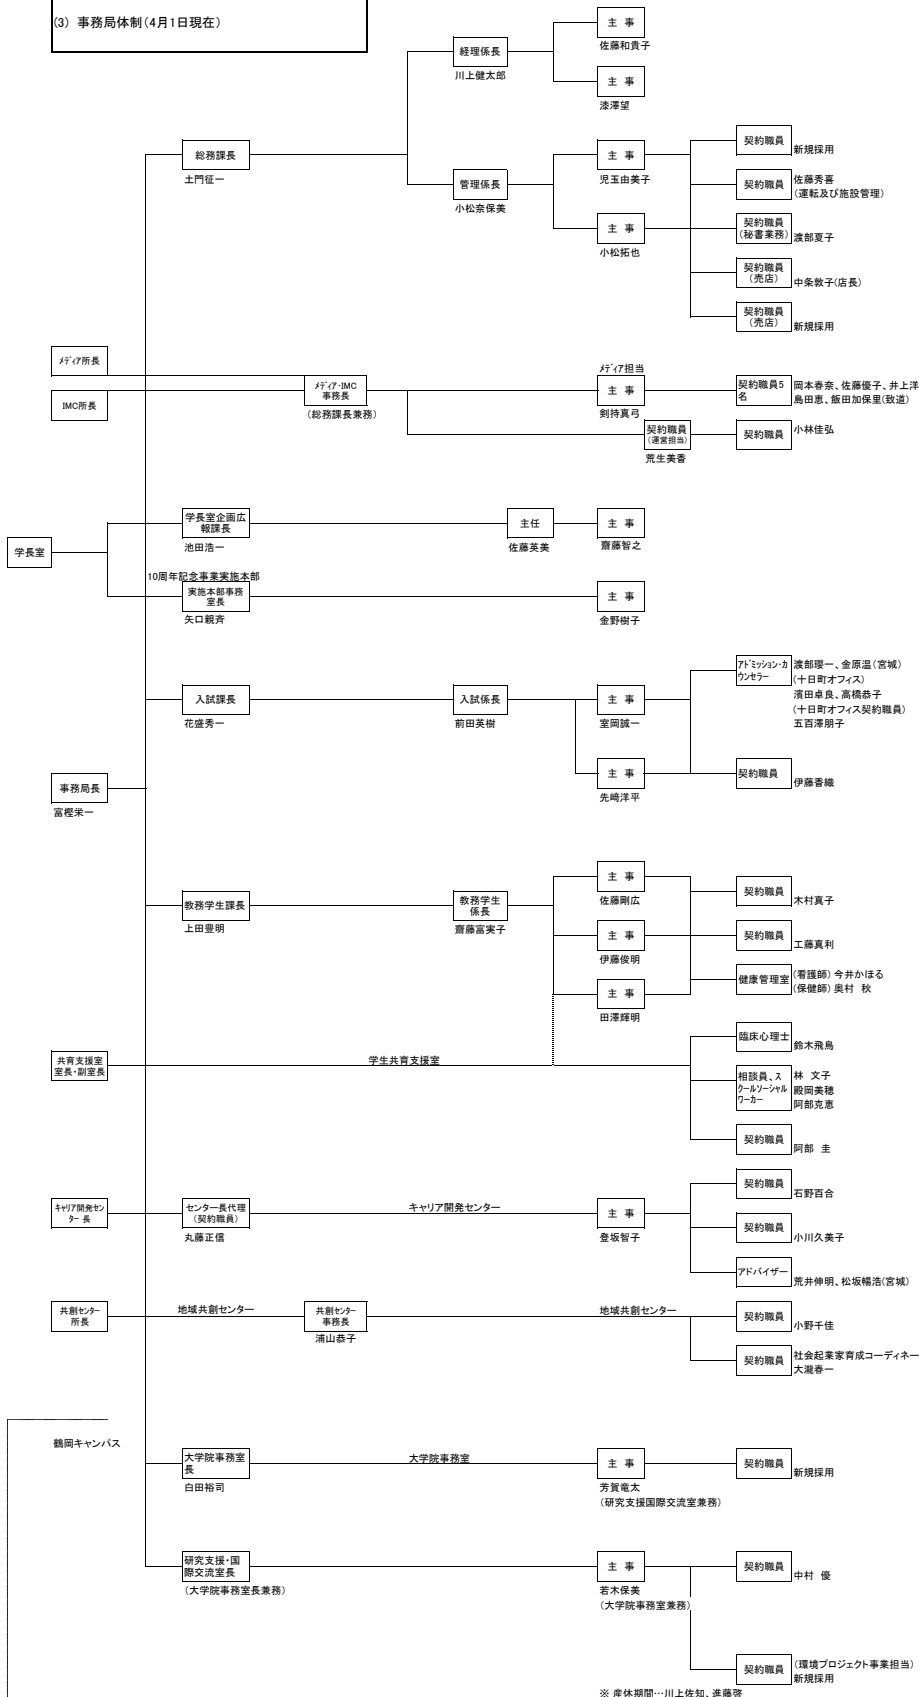 (3) 事務局体制(4月1日現在)
主 事
佐藤和貴子
経理係長
川上健太郎
主 事
漆澤望
総務課長
土門征一
管理係長
小松奈保美
主 事
児玉由美子
主 事
小松拓也
契約職員
新規採用
契約職員
佐藤秀喜
(運転及び施設管理)
契約職員
(秘書業務)
渡部夏子
契約職員
(売店)
中条敦子(店長)
契約職員
(売店)
新規採用
メディア所長
IMC所長
メディア・IMC
事務長
(総務課長兼務)
メディア担当
主 事
剣持真弓
契約職員5
名
岡本春奈、佐藤優子、井上洋
島田恵、飯田加保里(致道)
契約職員
(運営担当)
荒生美香
契約職員
小林佳弘
学長室
学長室企画広
報課長
池田浩一
主任
佐藤英美
主 事
齋藤智之
10周年記念事業実施本部
実施本部事務
室長
矢口親斉
主 事
金野樹子
入試課長
花盛秀一
入試係長
前田英樹
主 事
室岡誠一
主 事
先崎洋平
アドミッション・カ
ウンセラー
渡部瓔一、金原温(宮城)
(十日町オフィス)
濱田卓良、高橋恭子
(十日町オフィス契約職員)
五百澤朋子
契約職員
伊藤香織
事務局長
富樫栄一
教務学生課長
上田豊明
教務学生
係長
齋藤富実子
主 事
佐藤剛広
主 事
伊藤俊明
主 事
田澤輝明
契約職員
木村真子
契約職員
工藤真利
健康管理室
(看護師) 今井かほる
(保健師) 奥村 秋
共育支援室
室長・副室長
学生共育支援室
臨床心理士
鈴木飛鳥
相談員、ス
クールソーシャル
ワーカー
林 文子
殿岡美穂
阿部克恵
契約職員
阿部 圭
キャリア開発セン
ター 長
センター長代理
(契約職員)
丸藤正信
キャリア開発センター
主 事
登坂智子
契約職員
石野百合
契約職員
小川久美子
アドバイザー
荒井伸明、松坂暢浩(宮城)
共創センター
所長
地域共創センター
共創センター
事務長
浦山恭子
地域共創センター
契約職員
小野千佳
契約職員
社会起業家育成コーディネー
大瀧春一
鶴岡キャンパス
大学院事務室
長
白田裕司
大学院事務室
主 事
芳賀竜太
(研究支援国際交流室兼務)
契約職員
新規採用
研究支援・国
際交流室長
(大学院事務室長兼務)
主 事
若木保美
(大学院事務室兼務)
契約職員
中村 優
契約職員
(環境プロジェクト事業担当)
新規採用
※ 産休期間…川上佐知、進藤啓